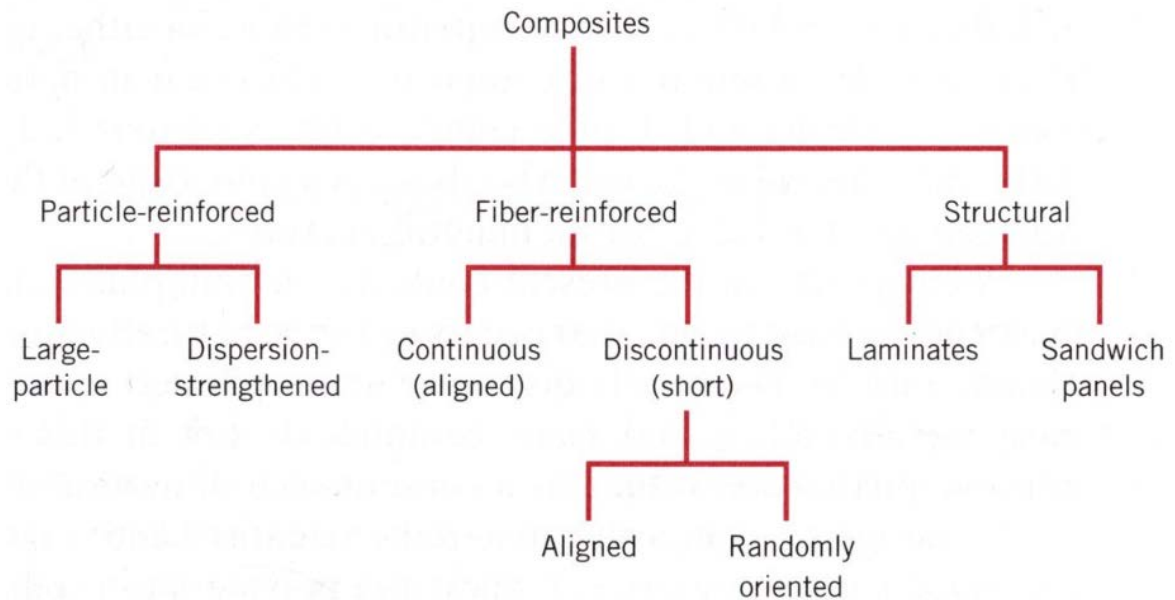 Composites
Particle-reinforced
Fiber-reinforced
Structural
Large-
particle
Dispersion-
strengthened
Continuous
(aligned)
Discontinuous
(short)
Laminates
Sandwich
panels
Aligned
Randomly
oriented